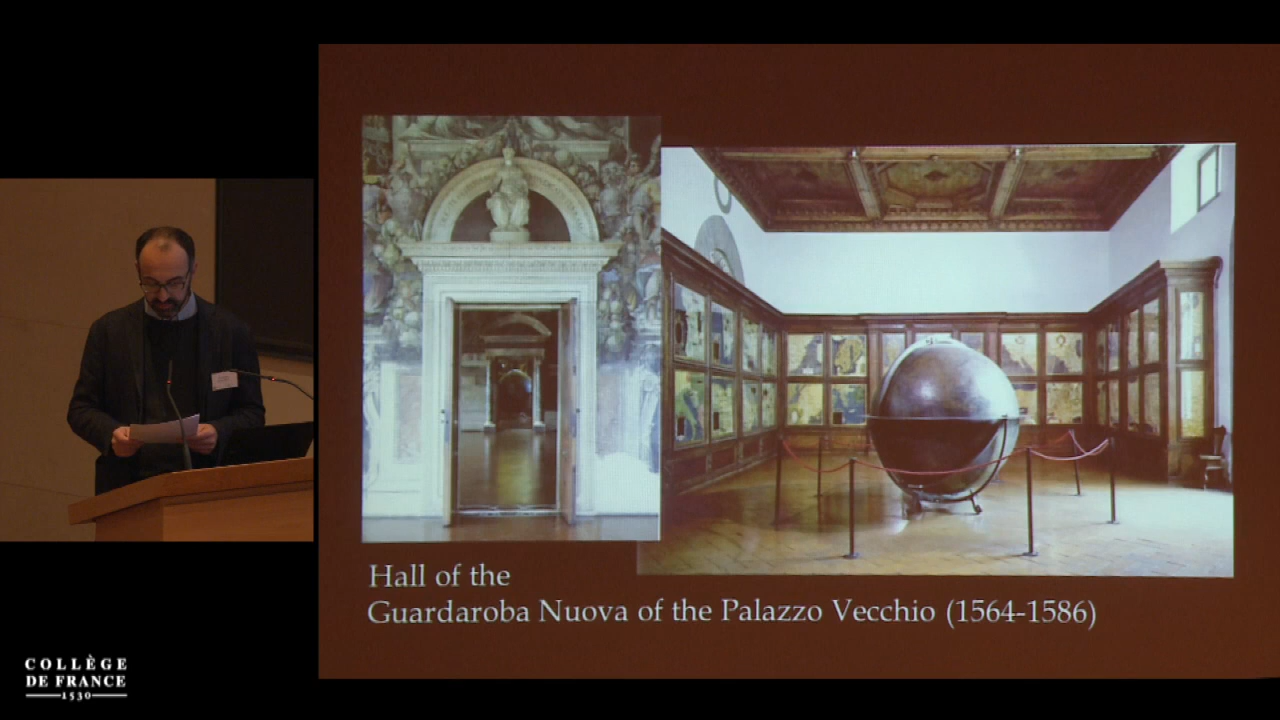 Hall of the
Guardaroba Nuova of the Palazzo Vecchio (1564-1586)
COLLÈGE
DE FRANCE
1530